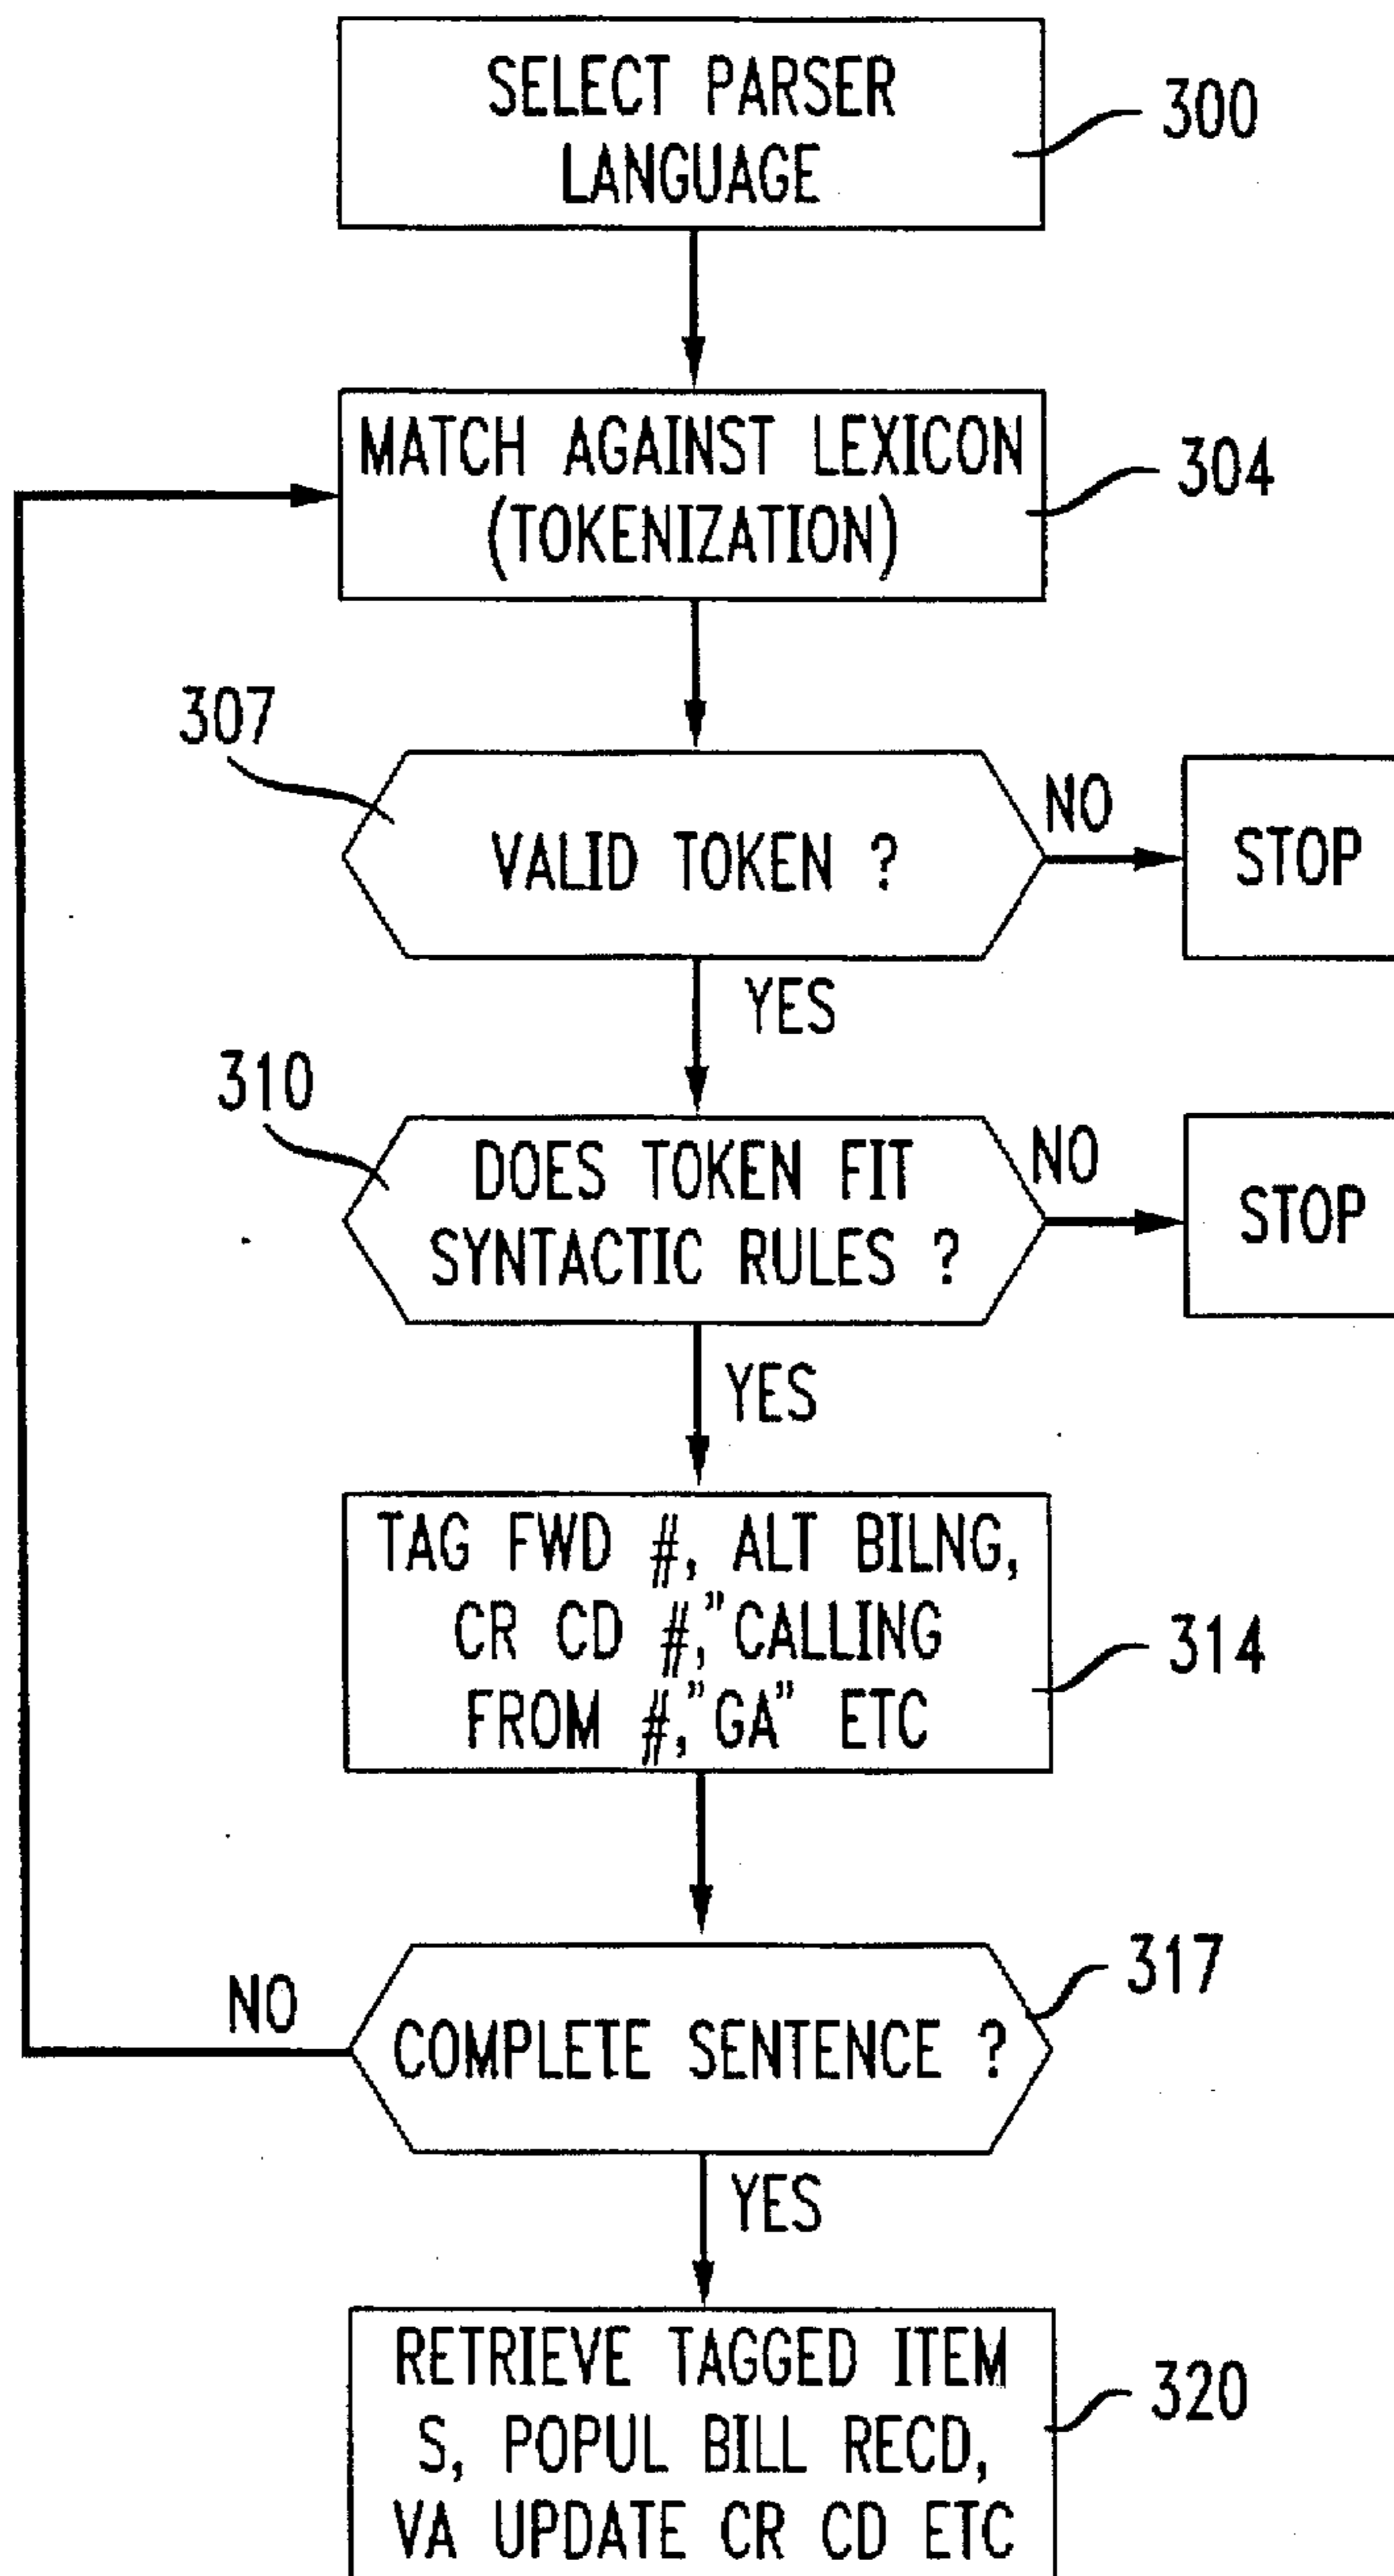 SELECT PARSER
LANGUAGE
300
MATCH AGAINST LEXICON
(TOKENIZATION)
304
307
VALID TOKEN ?
NO
STOP
YES
310
DOES TOKEN FIT
SYNTACTIC RULES ?
NO
STOP
YES
TAG FWD #, ALT BILNG,
CR CD #,"CALLING
FROM #,"GA" ETC
314
317
COMPLETE SENTENCE ?
NO
YES
RETRIEVE TAGGED ITEM
S, POPUL BILL RECD,
VA UPDATE CR CD ETC
320